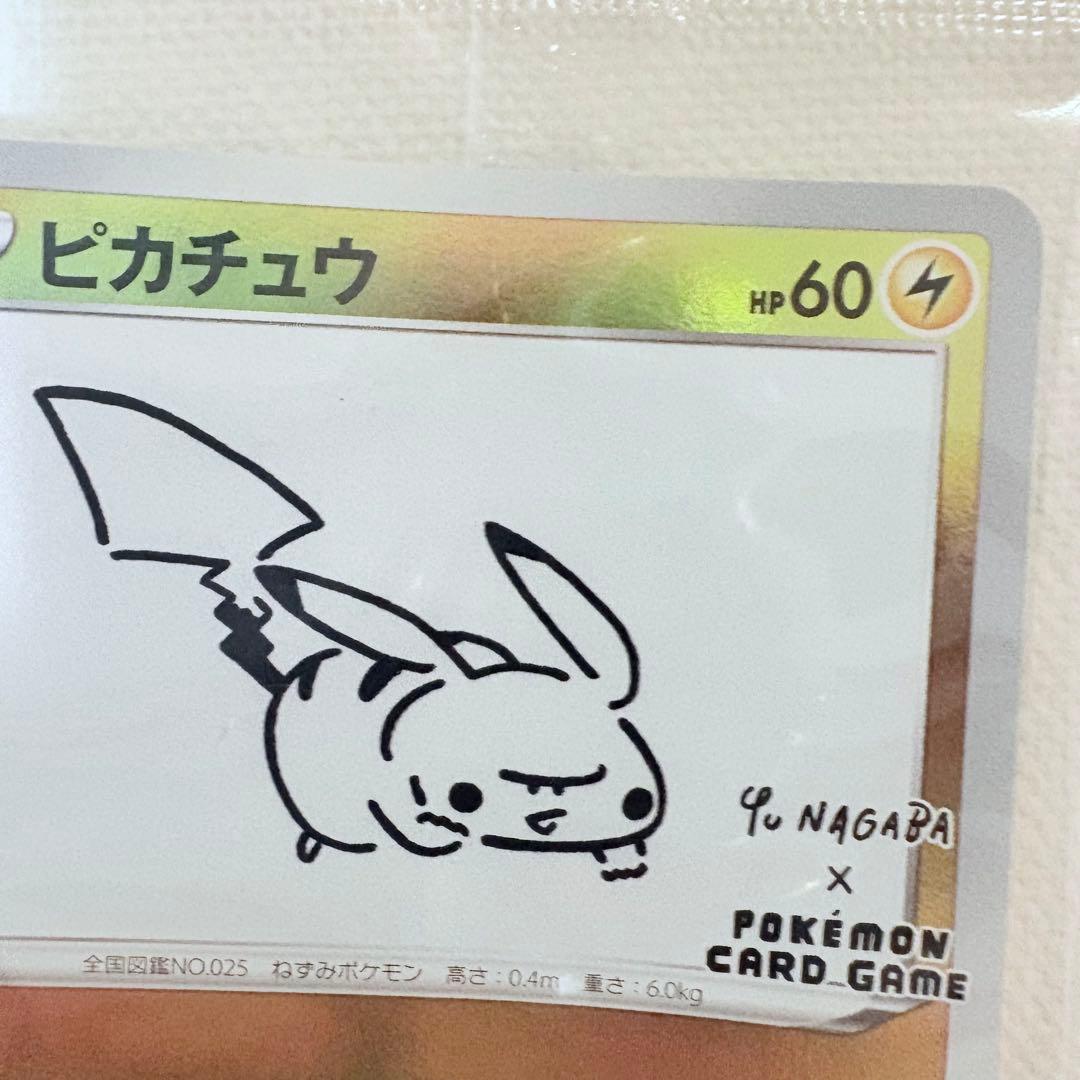 ピカチュウ HP60
Yu NAGABA
×
POKÉMON
CARD GAME
全国図鑑NO.025 ねずみポケモン 高さ:0.4m 重さ:6.0kg